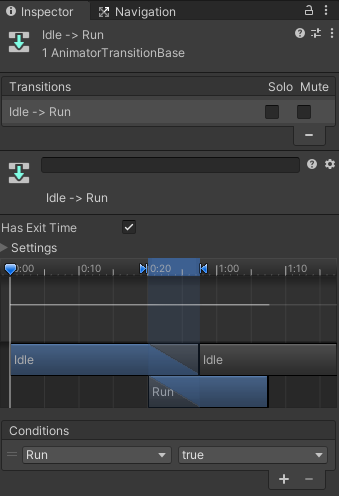 Inspector Navigation
Idle -> Run
1 AnimatorTransitionBase
Transitions Solo Mute
Idle -> Run
Idle -> Run
Has Exit Time
Settings
0:00 0:10 0:20 1:00 1:10
Idle Idle
Run
Conditions
Run true